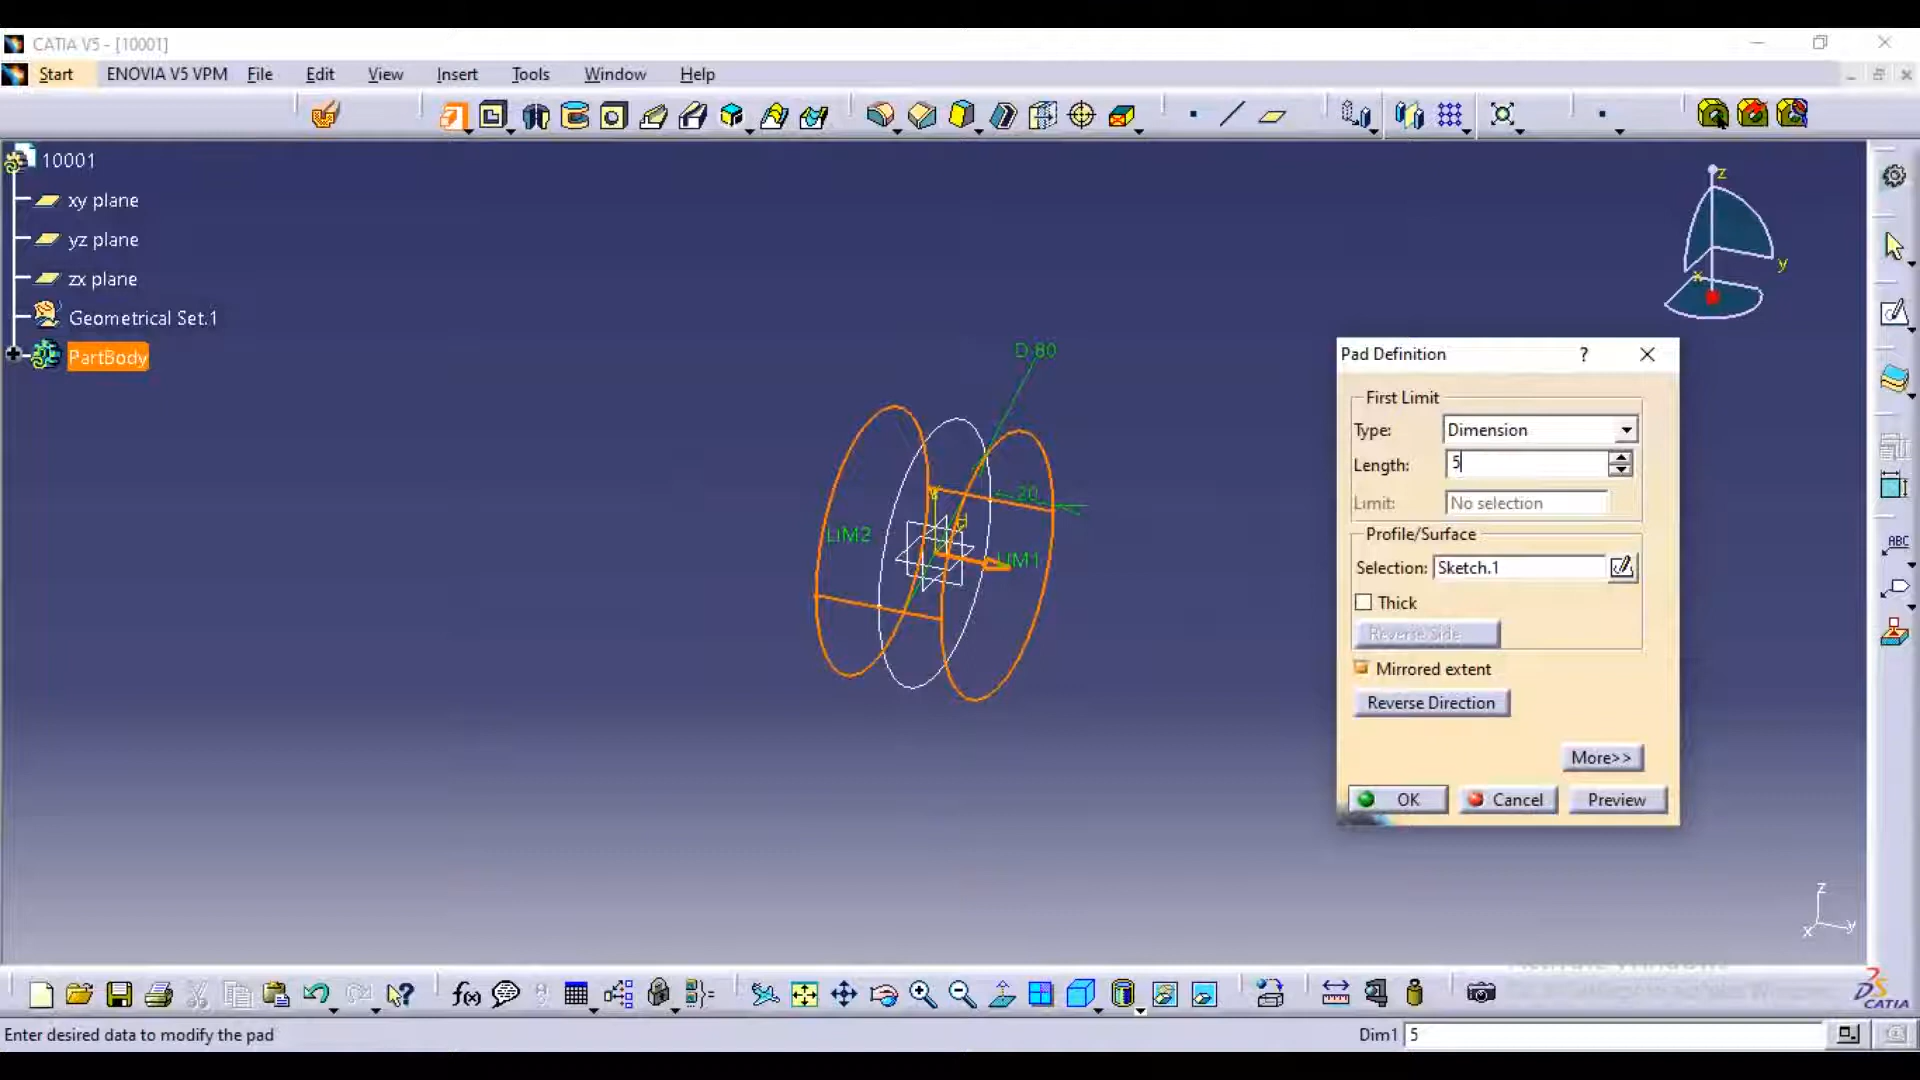 CATIA V5 - [10001]
Start ENOVIA V5 VPM File Edit View Insert Tools Window Help
10001
xy plane
yz plane
zx plane
Geometrical Set.1
PartBody
z
y
x
D 80
20
LIM2
LIM1
Pad Definition ?
First Limit
Type: Dimension
Length: 5
Limit: No selection
Profile/Surface
Selection: Sketch.1
Thick
Reverse Side
Mirrored extent
Reverse Direction
More>>
OK Cancel Preview
ABC
z
x y
f(x)
CATIA
Enter desired data to modify the pad
Dim1 5